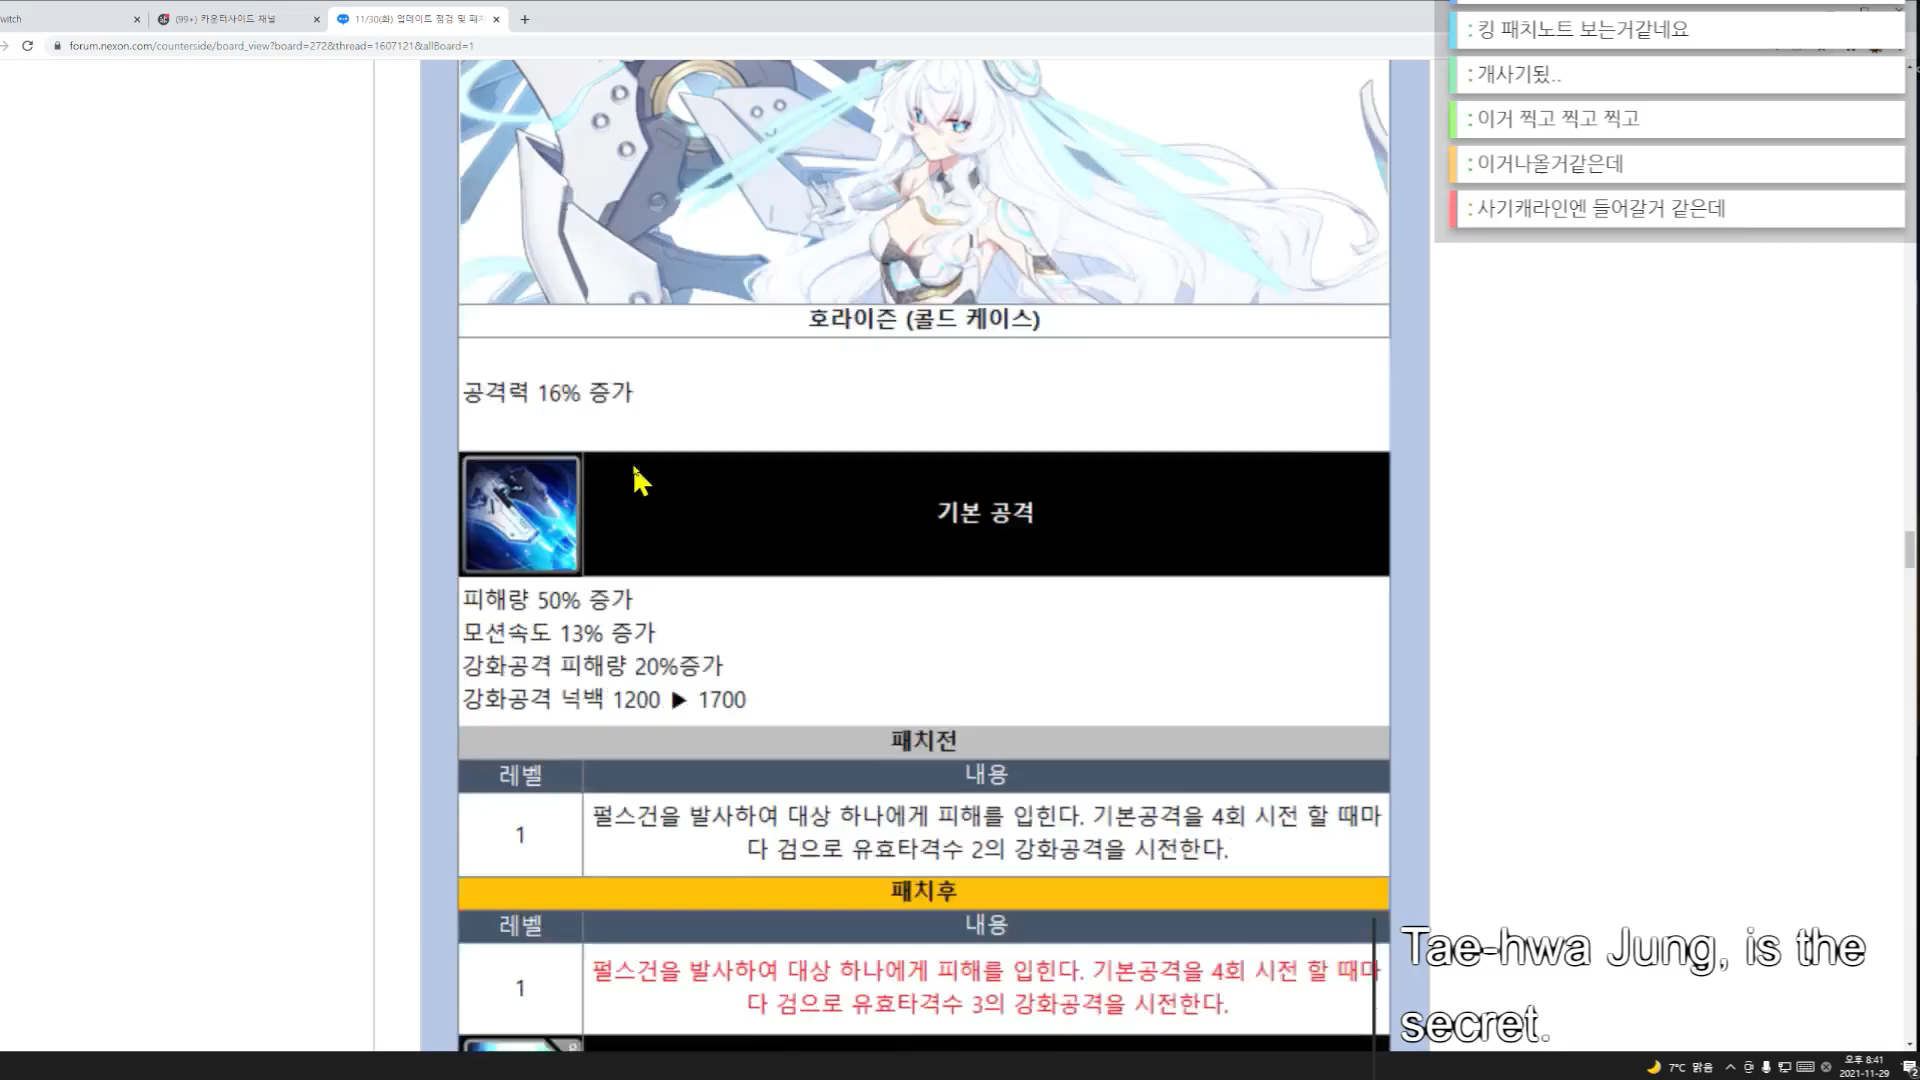 witch
(99+) 카운터사이드 채널
11/30(화) 업데이트 점검 및 패치
forum.nexon.com/counterside/board_view?board=272&thread=1607121&allBoard=1
: 킹 패치노트 보는거같네요
: 개사기됬..
: 이거 찍고 찍고 찍고
: 이거나올거같은데
: 사기캐라인엔 들어갈거 같은데
호라이즌 (콜드 케이스)
공격력 16% 증가
기본 공격
피해량 50% 증가
모션속도 13% 증가
강화공격 피해량 20%증가
강화공격 넉백 1200 ▶ 1700
패치전
레벨 내용
1 펄스건을 발사하여 대상 하나에게 피해를 입힌다. 기본공격을 4회 시전 할 때마
다 검으로 유효타격수 2의 강화공격을 시전한다.
패치후
레벨 내용
1 펄스건을 발사하여 대상 하나에게 피해를 입힌다. 기본공격을 4회 시전 할 때마
다 검으로 유효타격수 3의 강화공격을 시전한다.
Tae-hwa Jung, is the
secret.
7°C 맑음
오후 8:41
2021-11-29